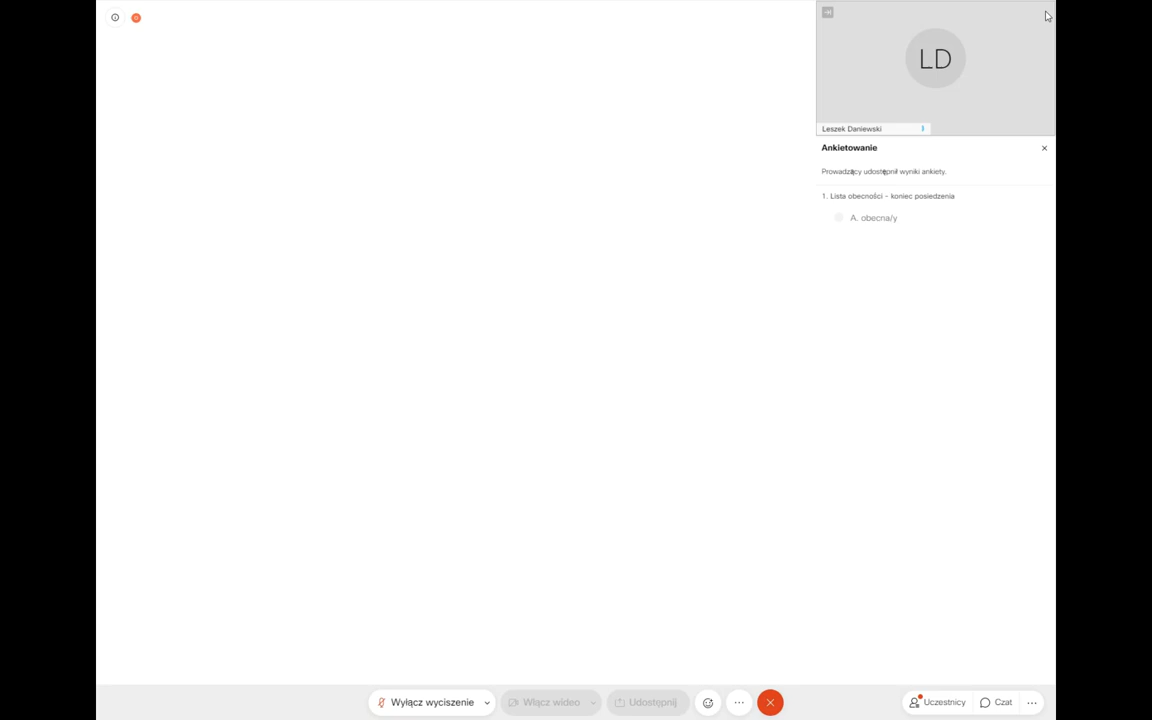 LD
Leszek Daniewski
Ankietowanie
Prowadzący udostępnił wyniki ankiety.
1. Lista obecności - koniec posiedzenia
A. obecna/y
Wyłącz wyciszenie
Włącz wideo
Udostępnij
Uczestnicy
Czat